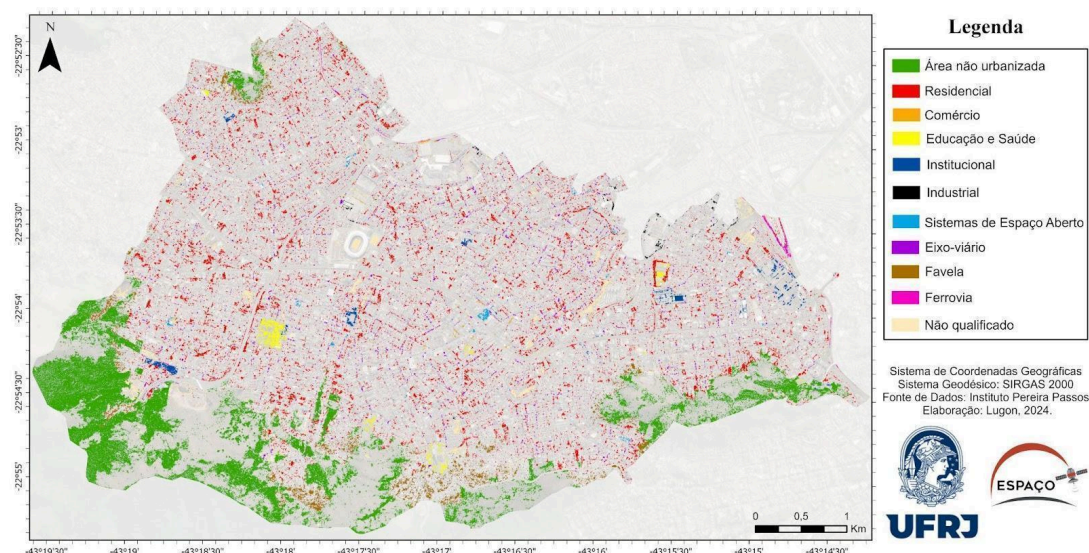 N
-22°52'30"
-22°53'
-22°53'30"
-22°54'
-22°54'30"
-22°55'
-43°19'30"
-43°19'
-43°18'30"
-43°18'
-43°17'30"
-43°17'
-43°16'30"
-43°16'
-43°15'30"
-43°15'
-43°14'30"
0 0,5 1
Km
Legenda
Área não urbanizada
Residencial
Comércio
Educação e Saúde
Institucional
Industrial
Sistemas de Espaço Aberto
Eixo-viário
Favela
Ferrovia
Não qualificado
Sistema de Coordenadas Geográficas
Sistema Geodésico: SIRGAS 2000
Fonte de Dados: Instituto Pereira Passos
Elaboração: Lugon, 2024.
UFRJ
ESPAÇO